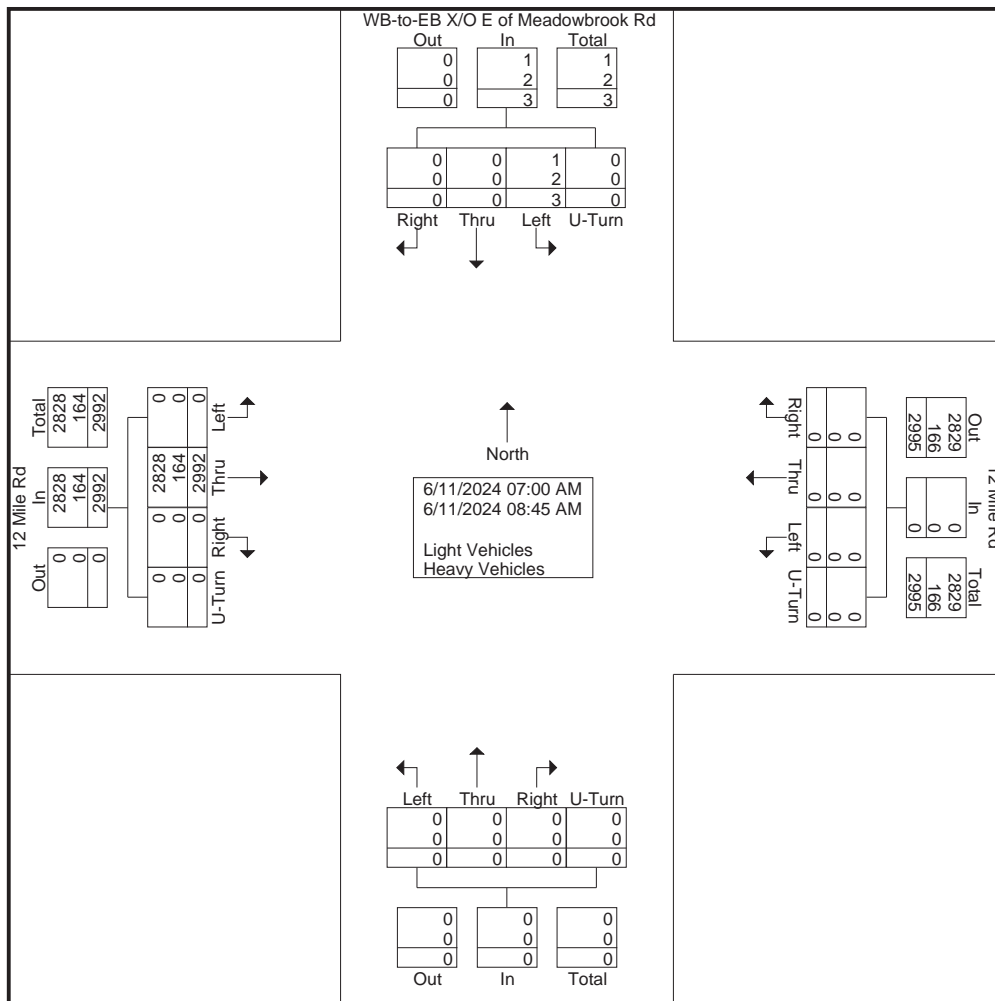 WB-to-EB X/O E of Meadowbrook Rd
Out In Total
0 1 1
0 2 2
0 3 3
0 0 1 0
0 0 2 0
0 0 3 0
Right Thru Left U-Turn
12 Mile Rd
Total In Out
2828 2828 0
164 164 0
2992 2992 0
0 2828 0 0
0 164 0 0
0 2992 0 0
Left Thru Right U-Turn
North
6/11/2024 07:00 AM
6/11/2024 08:45 AM
Light Vehicles
Heavy Vehicles
Right Thru Left U-Turn
0 0 0 0
0 0 0 0
0 0 0 0
12 Mile Rd
Out In Total
2829 0 2829
166 0 166
2995 0 2995
Left Thru Right U-Turn
0 0 0 0
0 0 0 0
0 0 0 0
0 0 0
0 0 0
0 0 0
Out In Total